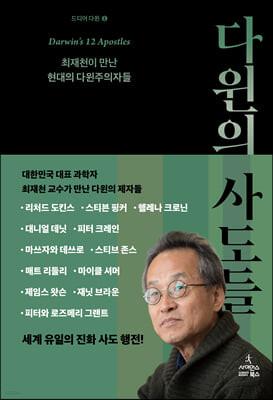 드디어 다윈
Darwin's 12 Apostles
최재천이 만난
현대의 다윈주의자들
다윈의 사도들
대한민국 대표 과학자
최재천 교수가 만난 다윈의 제자들
• 리처드 도킨스 • 스티븐 핑커 • 헬레나 크로닌
• 대니얼 데닛 • 피터 크레인
• 마쓰자와 데쓰로 • 스티브 존스
• 매트 리들리 • 마이클 셔머
• 제임스 왓슨 • 재닛 브라운
• 피터와 로즈메리 그랜트
세계 유일의 진화 사도 행전!
사이언스
북스